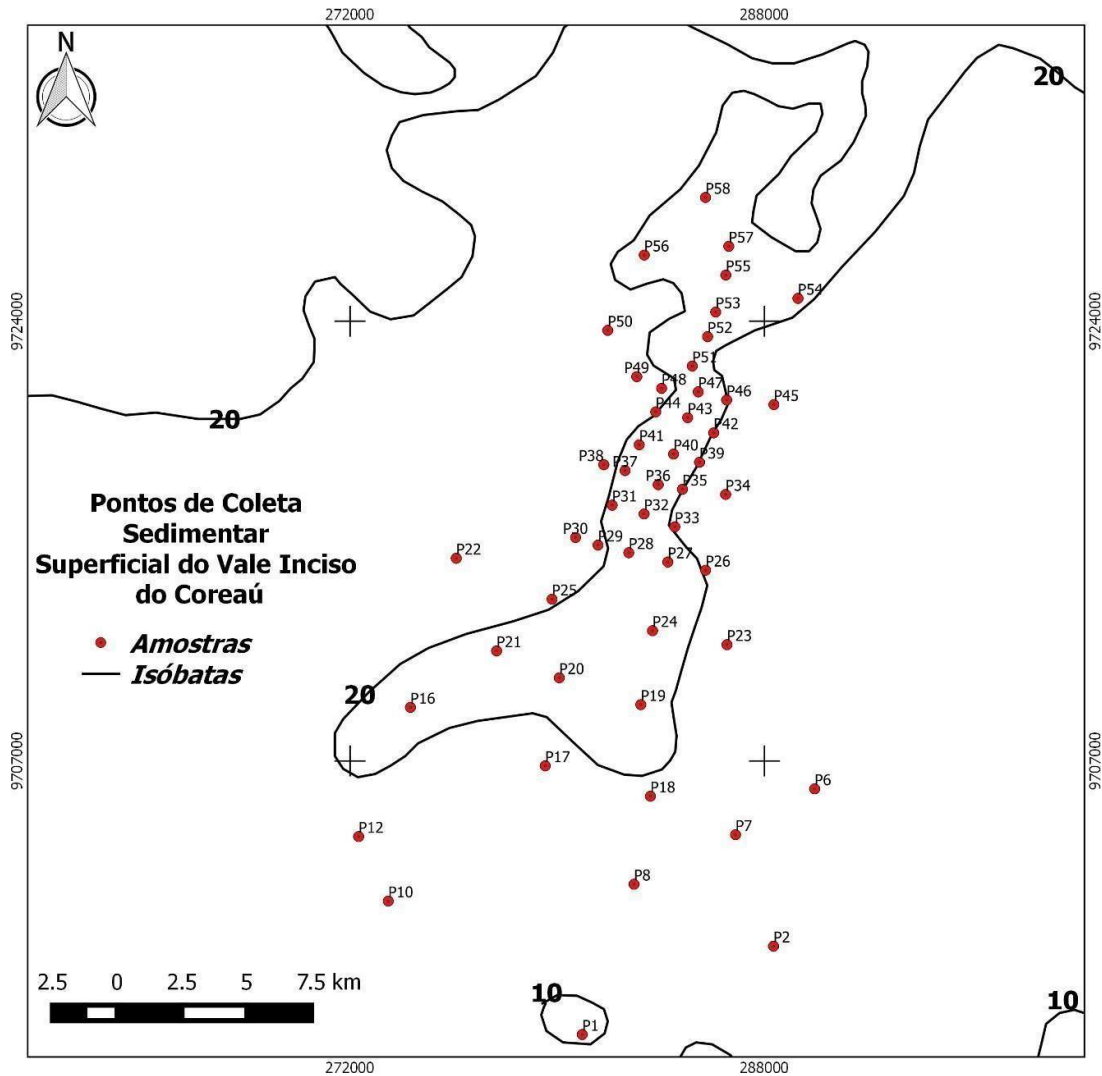 272000
288000
N
20
P58
P57
P56
P55
P54
9724000
9724000
P53
P50
P52
P51
P49
P48
P47
P46
P45
P44
P43
20
P42
P41
P40
P38
P37
P39
P36
P35
P34
Pontos de Coleta
Sedimentar
Superficial do Vale Inciso
do Coreaú
P31
P32
P33
P30
P29
P28
P22
P27
P26
P25
Amostras
P24
P23
Isóbatas
P21
P20
20
P16
P19
9707000
9707000
P17
P6
P18
P12
P7
P8
P10
P2
2.5 0 2.5 5 7.5 km
10
10
P1
272000
288000